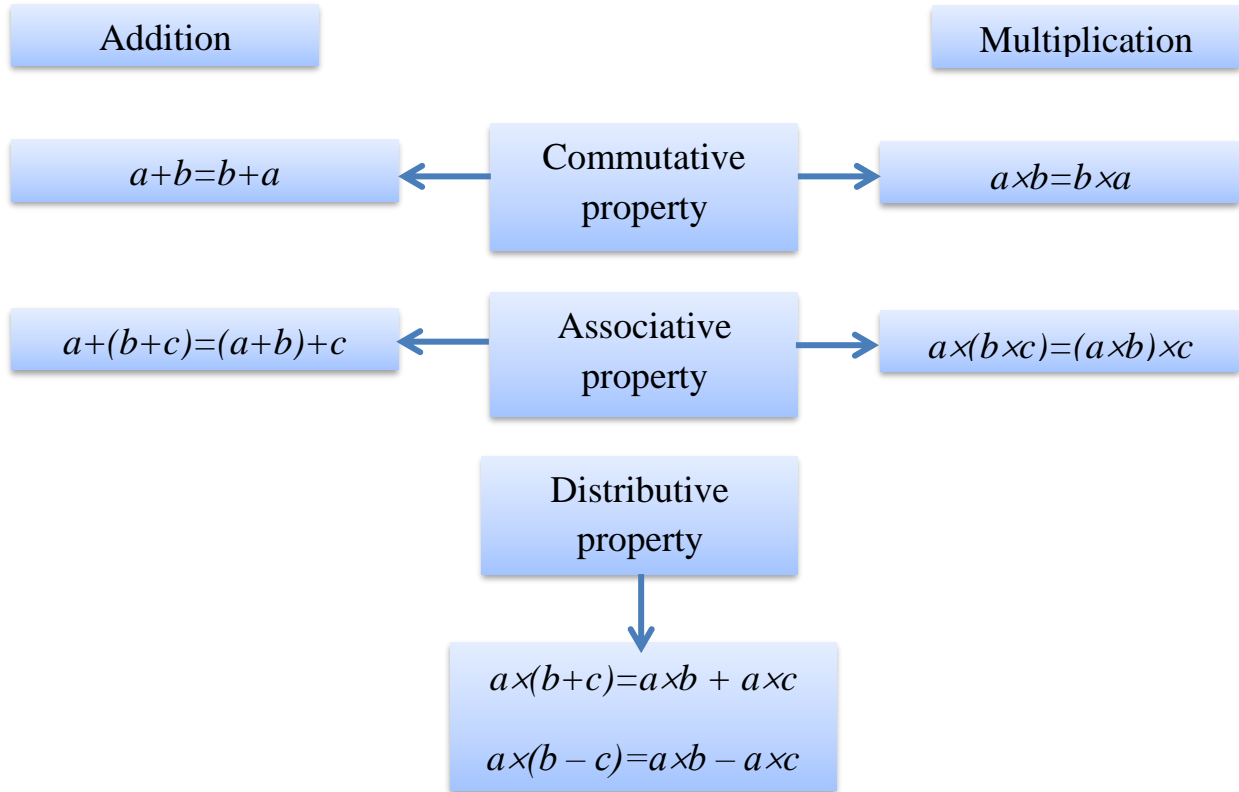 Addition
Multiplication
a+b=b+a
Commutative
property
a×b=b×a
a+(b+c)=(a+b)+c
Associative
property
a×(b×c)=(a×b)×c
Distributive
property
a×(b+c)=a×b + a×c
a×(b – c)=a×b – a×c